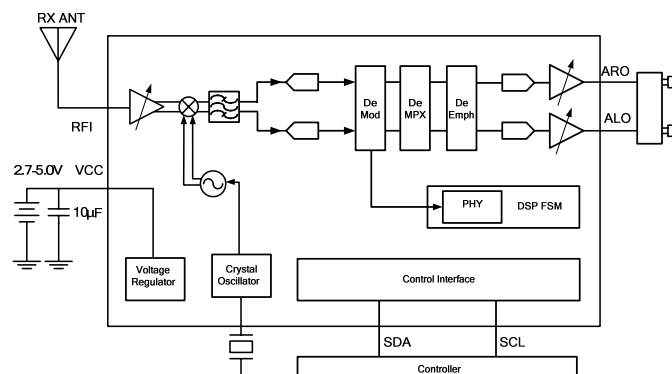 RX ANT
RFI
De
Mod
De
MPX
De
Emph
ARO
ALO
2.7-5.0V VCC
10µF
PHY
DSP FSM
Voltage
Regulator
Crystal
Oscillator
Control Interface
SDA
SCL
Controller